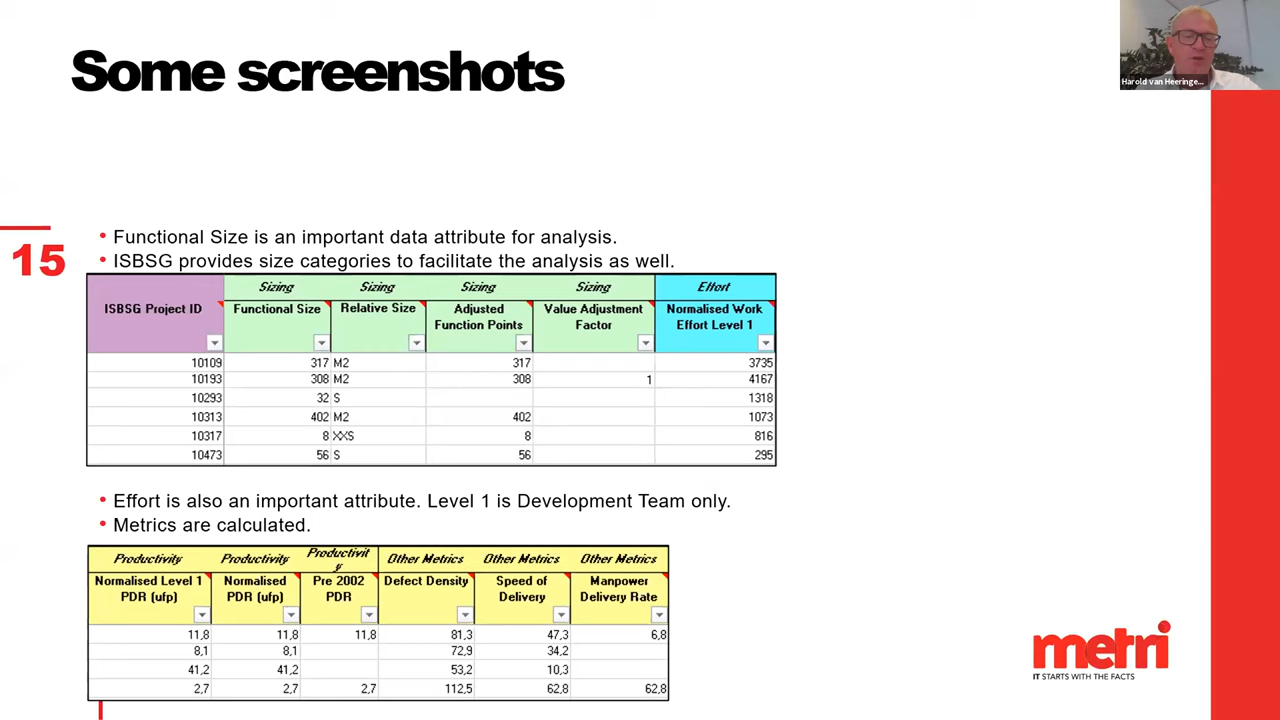 Some screenshots
Harold van Heeringe...
15
• Functional Size is an important data attribute for analysis.
• ISBSG provides size categories to facilitate the analysis as well.
Sizing Sizing Sizing Sizing Effort
ISBSG Project ID Functional Size Relative Size Adjusted Function Points Value Adjustment Factor Normalised Work Effort Level 1
10109 317 M2 317 3735
10193 308 M2 308 1 4167
10293 32 S 1318
10313 402 M2 402 1073
10317 8 XXS 8 816
10473 56 S 56 295
• Effort is also an important attribute. Level 1 is Development Team only.
• Metrics are calculated.
Productivity Productivity Productivity Other Metrics Other Metrics Other Metrics
Normalised Level 1 PDR (ufp) Normalised PDR (ufp) Pre 2002 PDR Defect Density Speed of Delivery Manpower Delivery Rate
11,8 11,8 11,8 81,3 47,3 6,8
8,1 8,1 72,9 34,2
41,2 41,2 53,2 10,3
2,7 2,7 2,7 112,5 62,8 62,8
metri
IT STARTS WITH THE FACTS